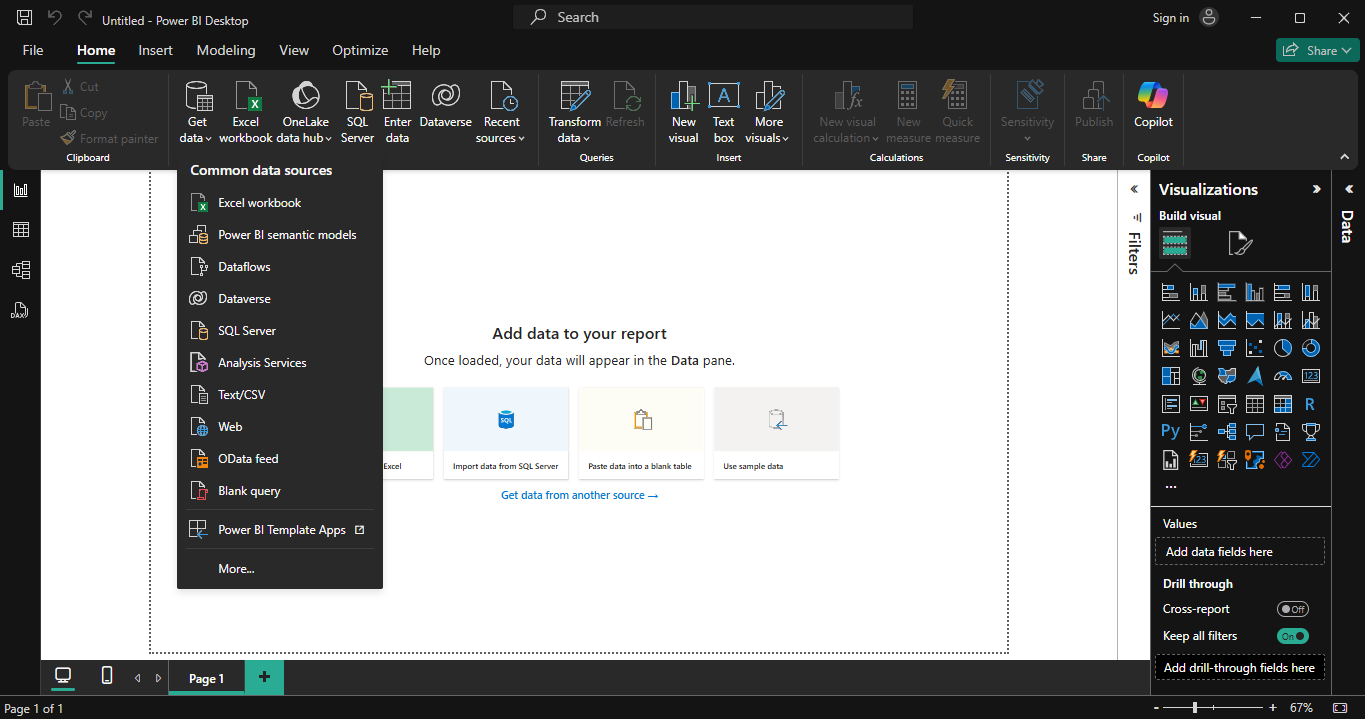 Untitled - Power BI Desktop
Search
Sign in
File
Home
Insert
Modeling
View
Optimize
Help
Share
Paste
Cut
Copy
Format painter
Clipboard
Get data
Excel workbook
OneLake data hub
SQL Server
Enter data
Dataverse
Recent sources
Transform data
Refresh
Queries
New visual
Text box
More visuals
Insert
New visual calculation
New measure
Quick measure
Calculations
Sensitivity
Sensitivity
Publish
Share
Copilot
Copilot
Common data sources
Excel workbook
Power BI semantic models
Dataflows
Dataverse
SQL Server
Analysis Services
Text/CSV
Web
OData feed
Blank query
Power BI Template Apps
More...
Add data to your report
Once loaded, your data will appear in the Data pane.
Excel
SQL
Import data from SQL Server
Paste data into a blank table
Use sample data
Get data from another source →
Filters
Visualizations
Build visual
Data
DAX
123
R
Py
123
...
Values
Add data fields here
Drill through
Cross-report
Off
Keep all filters
On
Add drill-through fields here
Page 1
+
Page 1 of 1
- + 67%